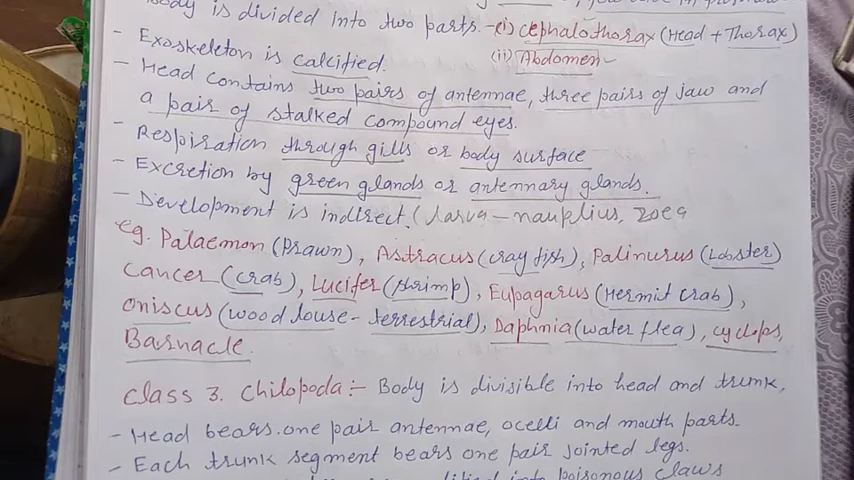 Body is divided into two parts - (i) Cephalothorax (Head + Thorax)
(ii) Abdomen
- Exoskeleton is calcified.
- Head contains two pairs of antennae, three pairs of jaw and
a pair of stalked compound eyes.
- Respiration through gills or body surface
- Excretion by green glands or antennary glands.
- Development is indirect. (larva - nauplius, zoea
eg. Palaemon (Prawn), Astracus (cray fish), Palinurus (Lobster)
Cancer (crab), Lucifer (shrimp), Eupagarus (Hermit crab),
Oniscus (wood louse - terrestrial), Daphnia (water flea), cyclops,
Barnacle.
Class 3. Chilopoda :- Body is divisible into head and trunk.
- Head bears one pair antennae, ocelli and mouth parts.
- Each trunk segment bears one pair jointed legs.
into poisonous claws